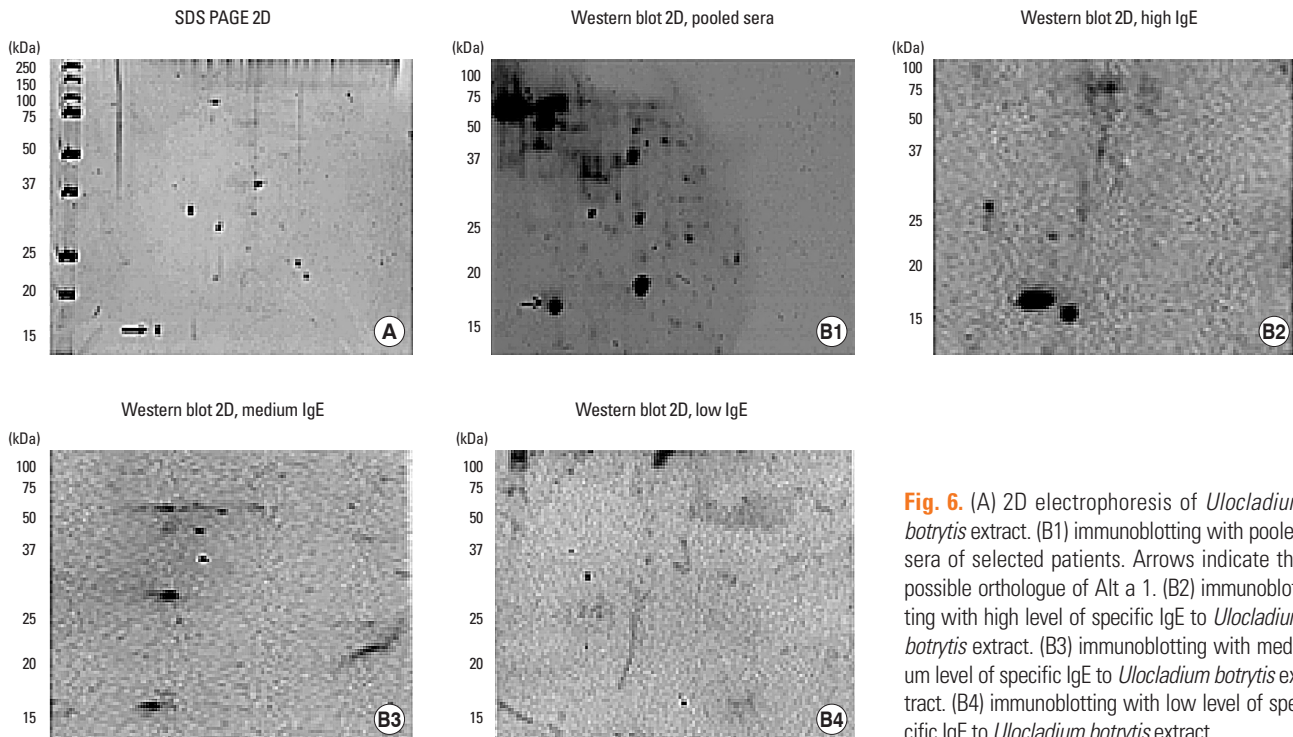 SDS PAGE 2D
(kDa)
250
150
100
75
50
37
25
20
15
A
Western blot 2D, pooled sera
(kDa)
100
75
50
37
25
20
15
B1
Western blot 2D, high IgE
(kDa)
100
75
50
37
25
20
15
B2
Western blot 2D, medium IgE
(kDa)
100
75
50
37
25
20
15
B3
Western blot 2D, low IgE
(kDa)
100
75
50
37
25
20
15
B4
Fig. 6. (A) 2D electrophoresis of Ulocladium
botrytis extract. (B1) immunoblotting with poole
sera of selected patients. Arrows indicate th
possible orthologue of Alt a 1. (B2) immunoblot
ting with high level of specific IgE to Ulocladium
botrytis extract. (B3) immunoblotting with med
um level of specific IgE to Ulocladium botrytis ex
tract. (B4) immunoblotting with low level of spe
cific IgE to Ulocladium botrytis extract